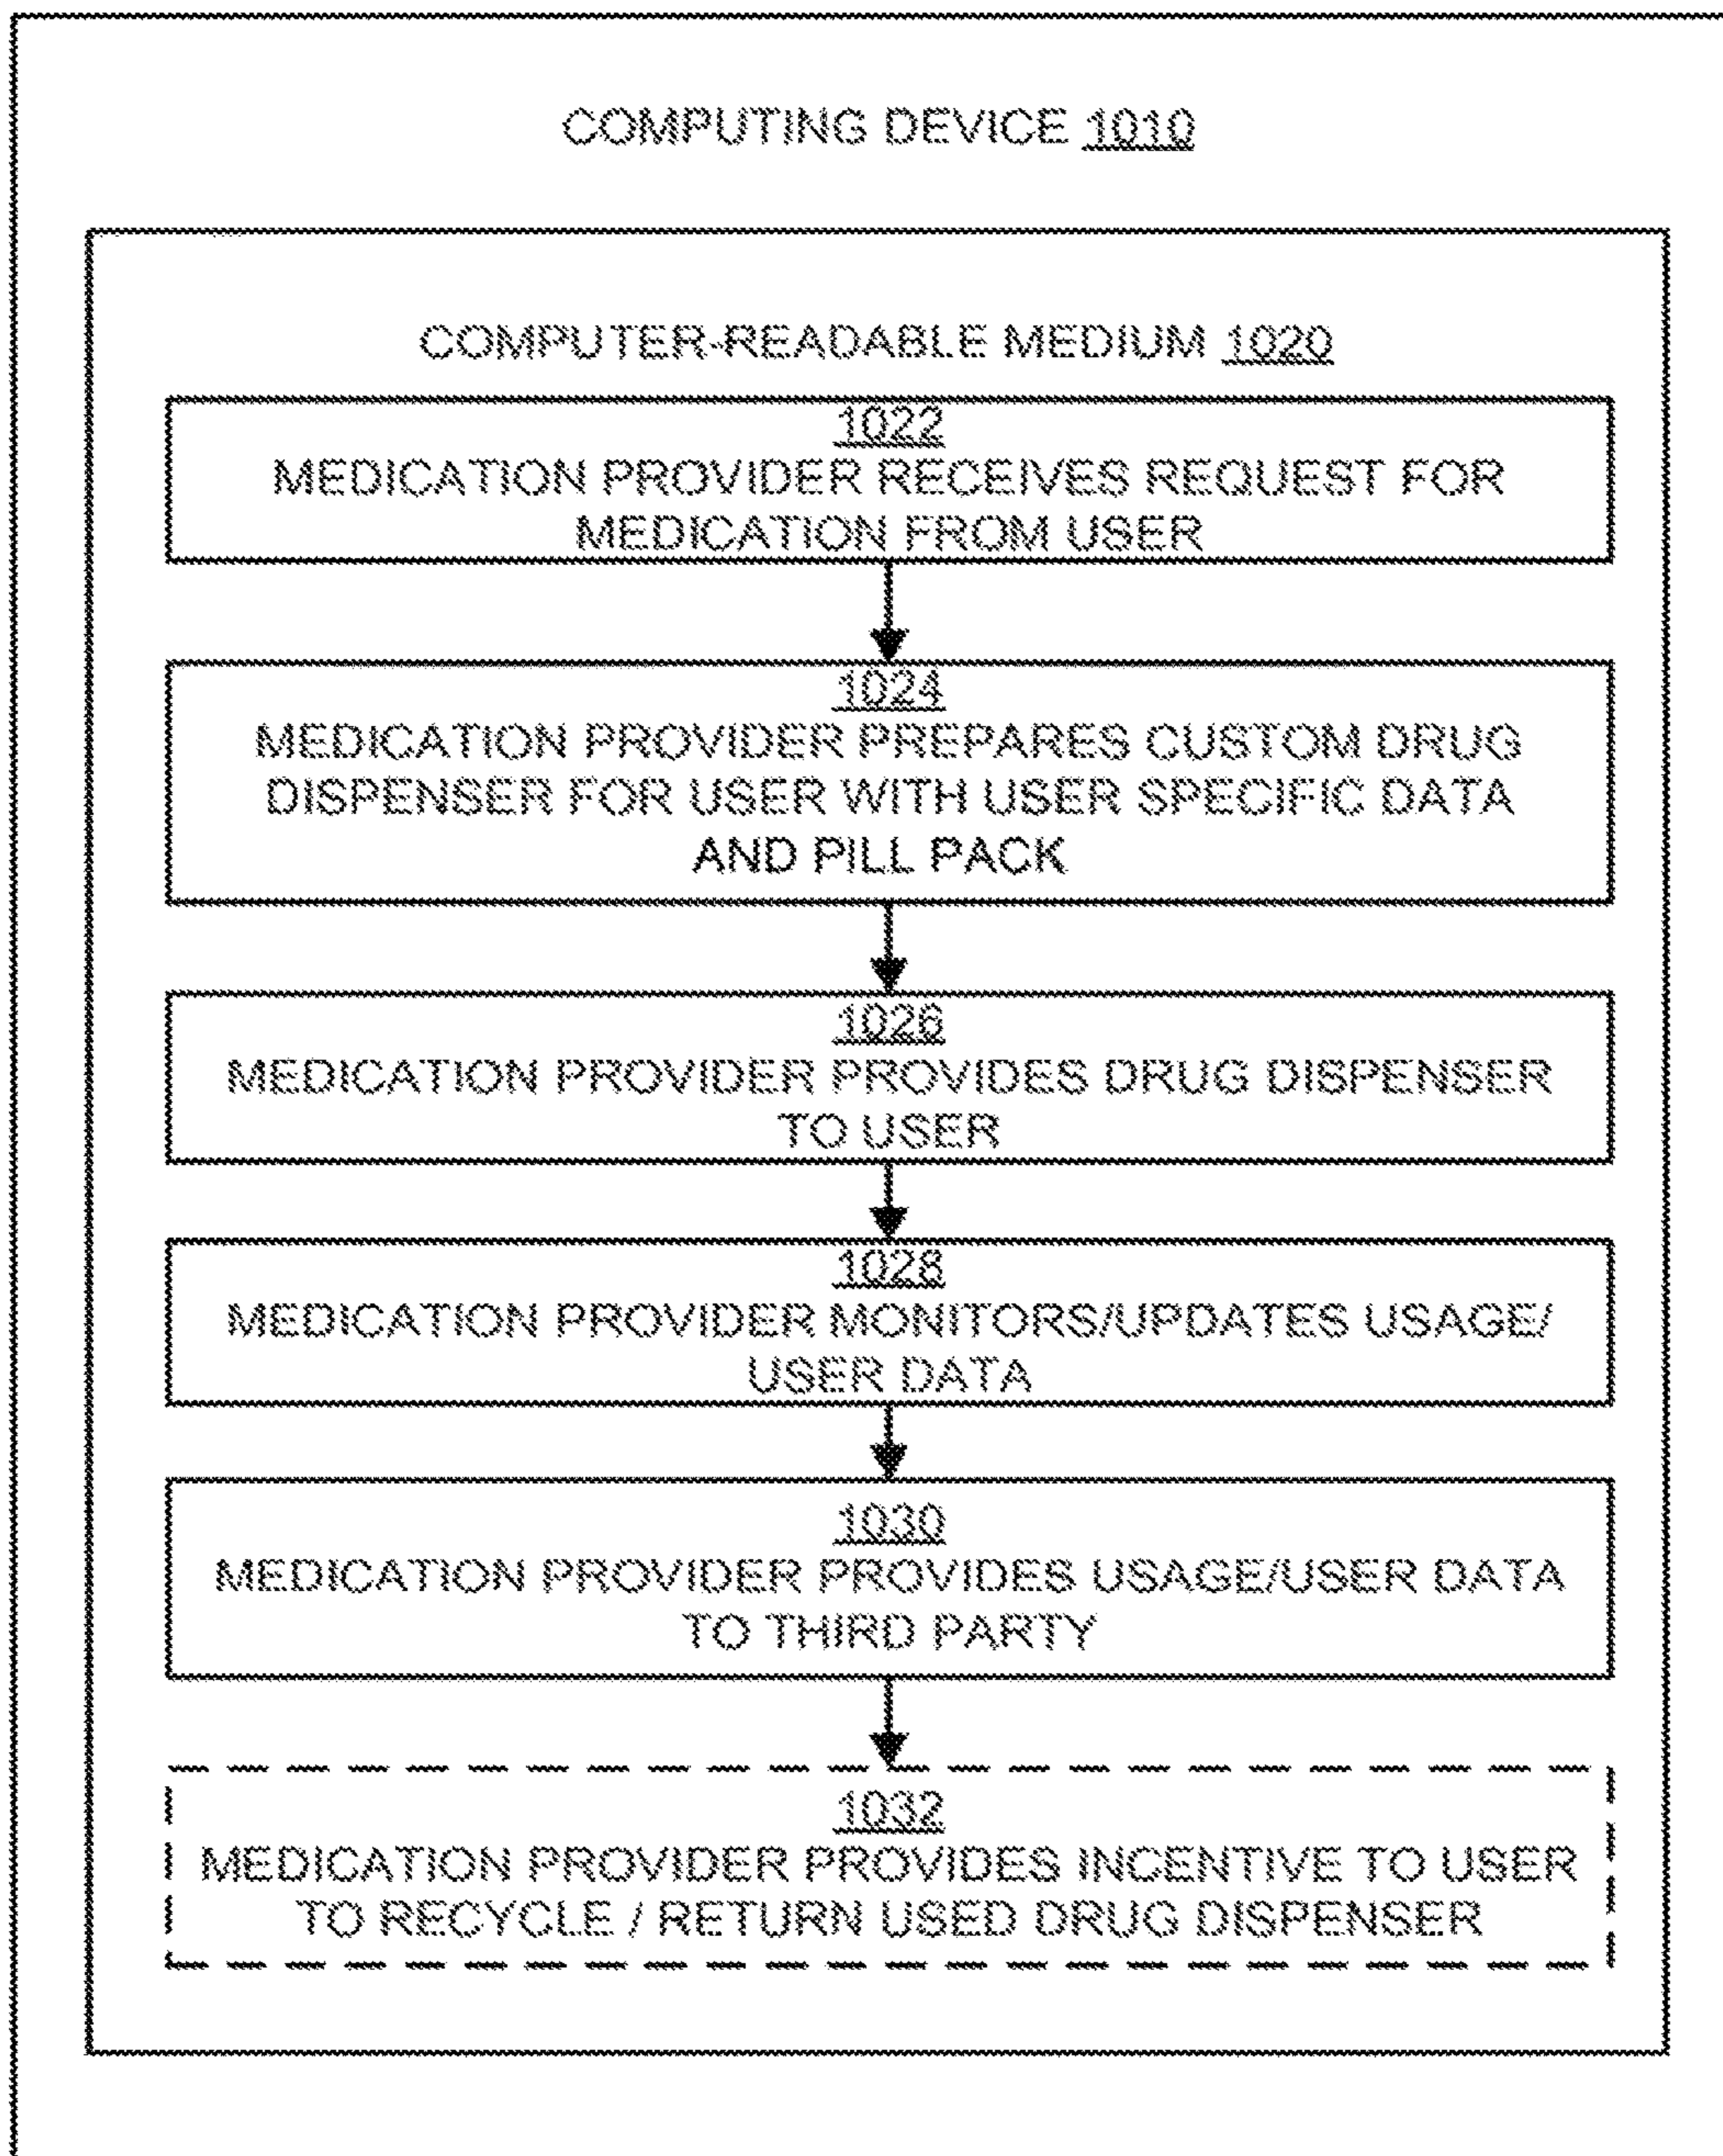 COMPUTING DEVICE 1010
COMPUTER-READABLE MEDIUM 1020
1022
MEDICATION PROVIDER RECEIVES REQUEST FOR
MEDICATION FROM USER
1024
MEDICATION PROVIDER PREPARES CUSTOM DRUG
DISPENSER FOR USER WITH USER SPECIFIC DATA
AND PILL PACK
1026
MEDICATION PROVIDER PROVIDES DRUG DISPENSER
TO USER
1028
MEDICATION PROVIDER MONITORS/UPDATES USAGE/
USER DATA
1030
MEDICATION PROVIDER PROVIDES USAGE/USER DATA
TO THIRD PARTY
1032
MEDICATION PROVIDER PROVIDES INCENTIVE TO USER
TO RECYCLE / RETURN USED DRUG DISPENSER